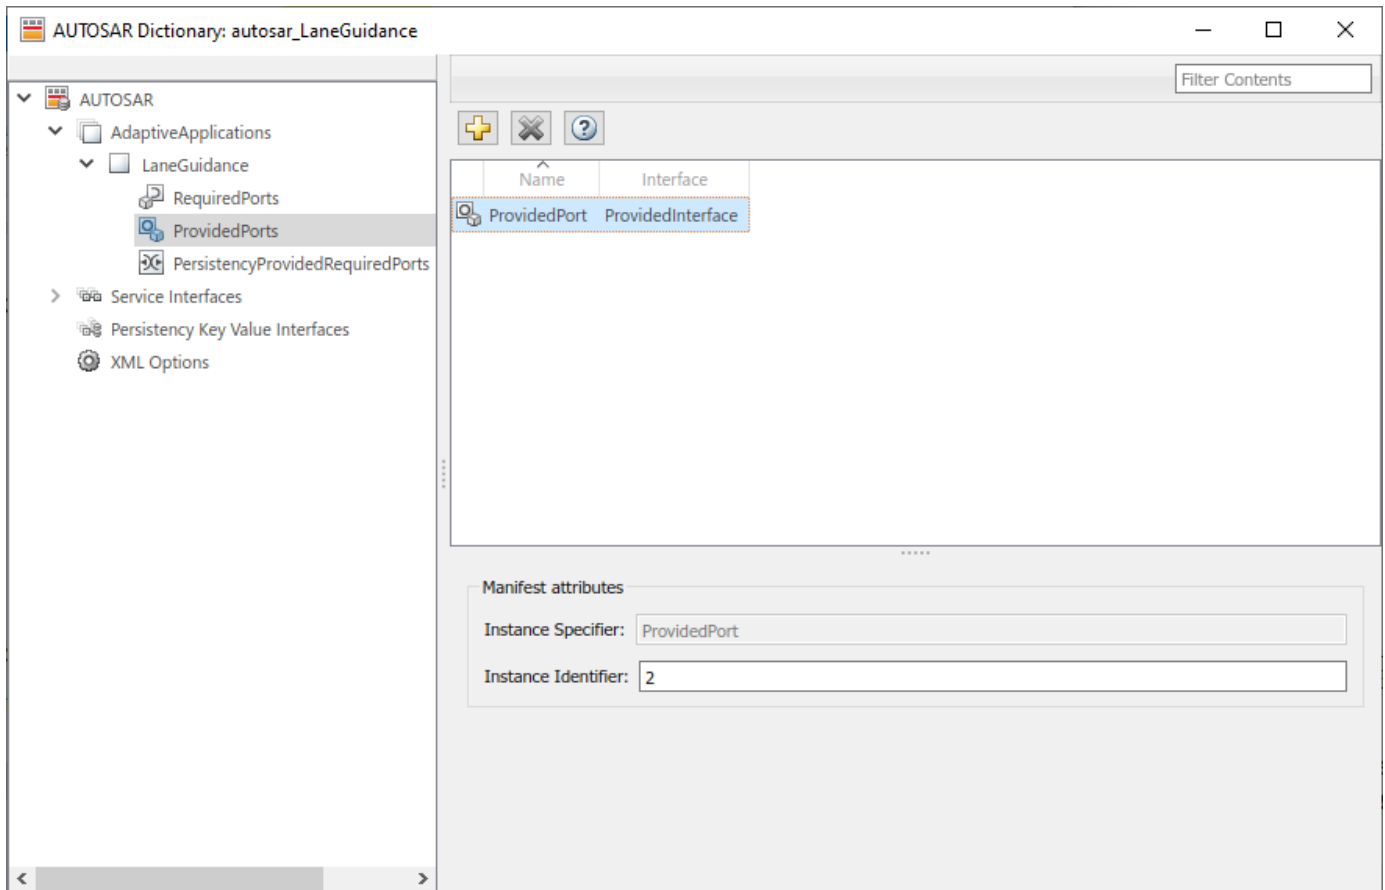 AUTOSAR Dictionary: autosar_LaneGuidance
Filter Contents
AUTOSAR
AdaptiveApplications
LaneGuidance
RequiredPorts
ProvidedPorts
PersistencyProvidedRequiredPorts
Service Interfaces
Persistency Key Value Interfaces
XML Options
Name Interface
ProvidedPort ProvidedInterface
Manifest attributes
Instance Specifier: ProvidedPort
Instance Identifier: 2